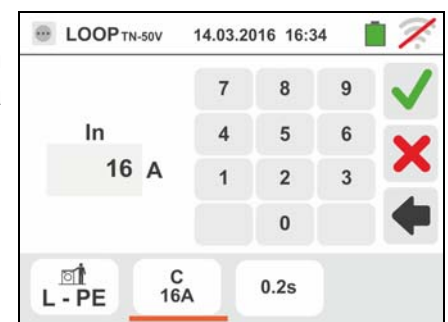 LOOP TN-50V 14.03.2016 16:34
7 8 9
In
4 5 6
16 A
1 2 3
0
L - PE
C
16A
0.2s